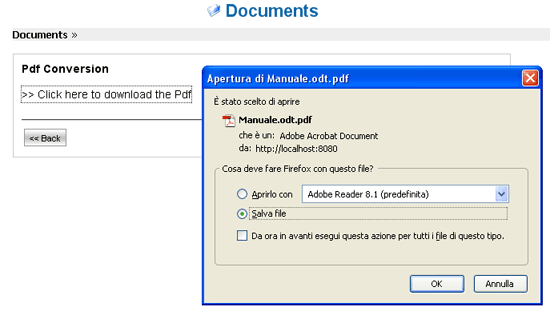 Documents
Documents »
Pdf Conversion
>> Click here to download the Pdf
<< Back
Apertura di Manuale.odt.pdf
È stato scelto di aprire
Manuale.odt.pdf
che è un: Adobe Acrobat Document
da: http://localhost:8080
Cosa deve fare Firefox con questo file?
Aprirlo con Adobe Reader 8.1 (predefinita)
Salva file
Da ora in avanti esegui questa azione per tutti i file di questo tipo.
OK Annulla